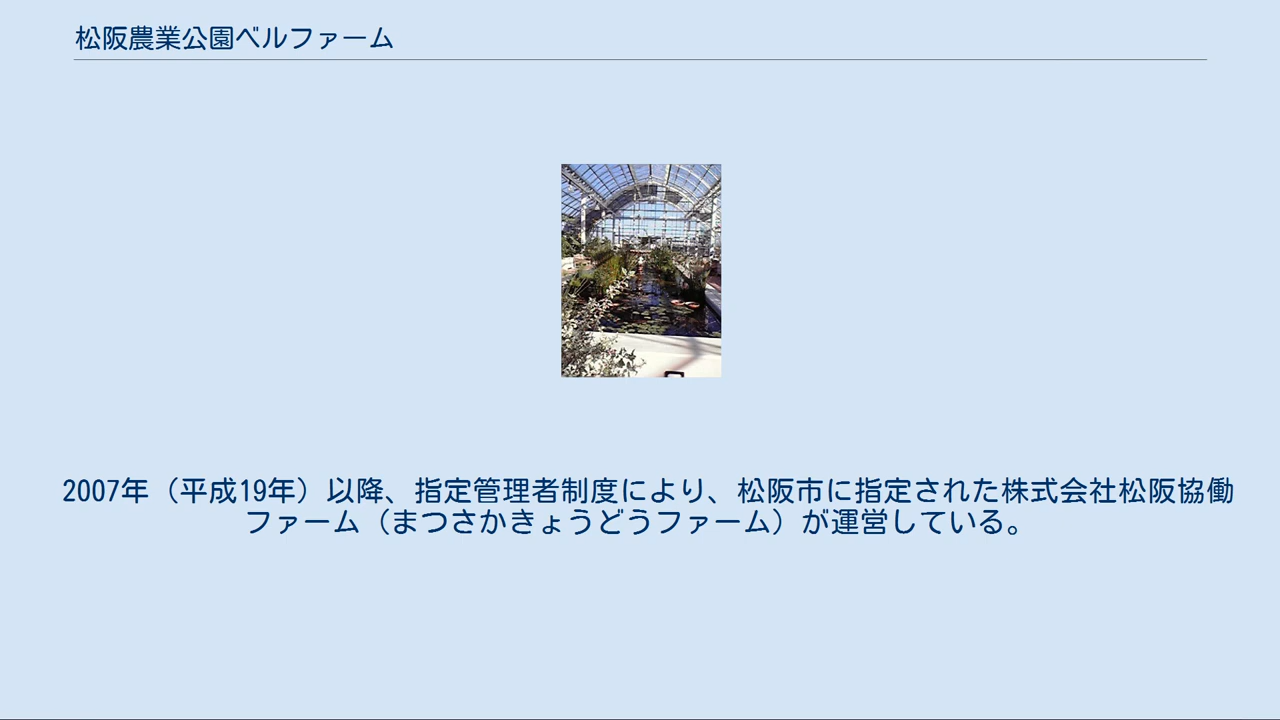 松阪農業公園ベルファーム
2007年（平成19年）以降、指定管理者制度により、松阪市に指定された株式会社松阪協働
ファーム（まつさかきょうどうファーム）が運営している。